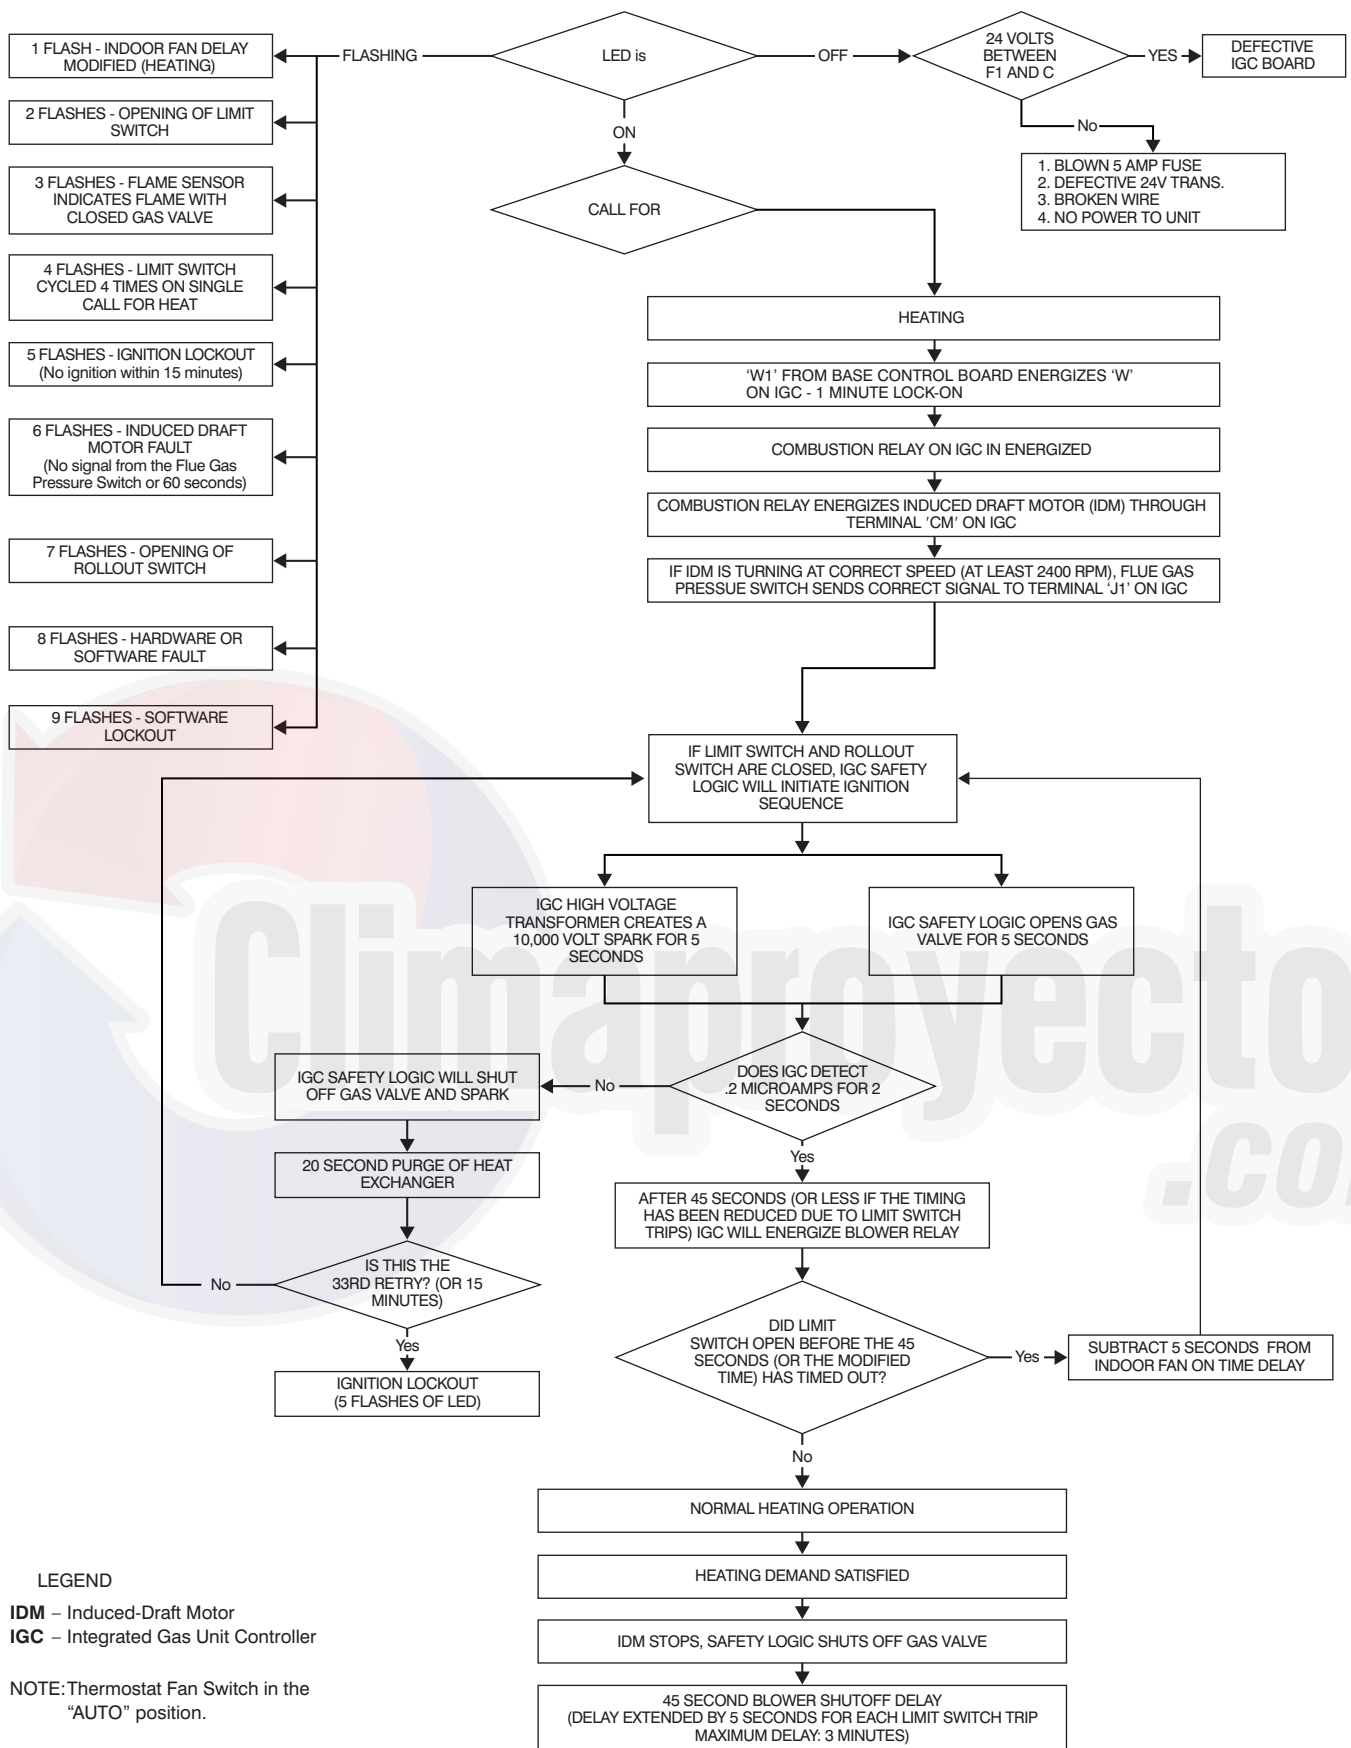 1 FLASH - INDOOR FAN DELAY
MODIFIED (HEATING)
FLASHING
LED is
OFF
24 VOLTS
BETWEEN
F1 AND C
YES
DEFECTIVE
IGC BOARD
2 FLASHES - OPENING OF LIMIT
SWITCH
ON
No
3 FLASHES - FLAME SENSOR
INDICATES FLAME WITH
CLOSED GAS VALVE
CALL FOR
1. BLOWN 5 AMP FUSE
2. DEFECTIVE 24V TRANS.
3. BROKEN WIRE
4. NO POWER TO UNIT
4 FLASHES - LIMIT SWITCH
CYCLED 4 TIMES ON SINGLE
CALL FOR HEAT
HEATING
5 FLASHES - IGNITION LOCKOUT
(No ignition within 15 minutes)
'W1' FROM BASE CONTROL BOARD ENERGIZES 'W'
ON IGC - 1 MINUTE LOCK-ON
6 FLASHES - INDUCED DRAFT
MOTOR FAULT
(No signal from the Flue Gas
Pressure Switch or 60 seconds)
COMBUSTION RELAY ON IGC IN ENERGIZED
COMBUSTION RELAY ENERGIZES INDUCED DRAFT MOTOR (IDM) THROUGH
TERMINAL 'CM' ON IGC
7 FLASHES - OPENING OF
ROLLOUT SWITCH
IF IDM IS TURNING AT CORRECT SPEED (AT LEAST 2400 RPM), FLUE GAS
PRESSUE SWITCH SENDS CORRECT SIGNAL TO TERMINAL 'J1' ON IGC
8 FLASHES - HARDWARE OR
SOFTWARE FAULT
9 FLASHES - SOFTWARE
LOCKOUT
IF LIMIT SWITCH AND ROLLOUT
SWITCH ARE CLOSED, IGC SAFETY
LOGIC WILL INITIATE IGNITION
SEQUENCE
IGC HIGH VOLTAGE
TRANSFORMER CREATES A
10,000 VOLT SPARK FOR 5
SECONDS
IGC SAFETY LOGIC OPENS GAS
VALVE FOR 5 SECONDS
Climaproyecto
.co
IGC SAFETY LOGIC WILL SHUT
OFF GAS VALVE AND SPARK
No
DOES IGC DETECT
.2 MICROAMPS FOR 2
SECONDS
Yes
20 SECOND PURGE OF HEAT
EXCHANGER
AFTER 45 SECONDS (OR LESS IF THE TIMING
HAS BEEN REDUCED DUE TO LIMIT SWITCH
TRIPS) IGC WILL ENERGIZE BLOWER RELAY
No
IS THIS THE
33RD RETRY? (OR 15
MINUTES)
Yes
DID LIMIT
SWITCH OPEN BEFORE THE 45
SECONDS (OR THE MODIFIED
TIME) HAS TIMED OUT?
Yes
SUBTRACT 5 SECONDS FROM
INDOOR FAN ON TIME DELAY
IGNITION LOCKOUT
(5 FLASHES OF LED)
No
NORMAL HEATING OPERATION
HEATING DEMAND SATISFIED
IDM STOPS, SAFETY LOGIC SHUTS OFF GAS VALVE
45 SECOND BLOWER SHUTOFF DELAY
(DELAY EXTENDED BY 5 SECONDS FOR EACH LIMIT SWITCH TRIP
MAXIMUM DELAY: 3 MINUTES)
LEGEND
IDM – Induced-Draft Motor
IGC – Integrated Gas Unit Controller
NOTE: Thermostat Fan Switch in the
"AUTO" position.